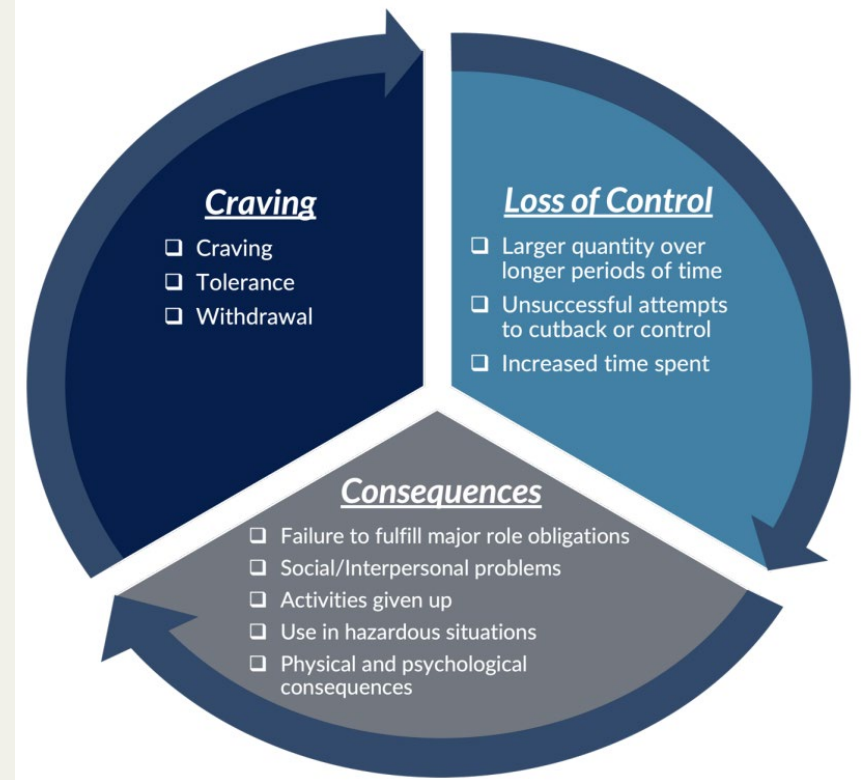 Craving
❑ Craving
❑ Tolerance
❑ Withdrawal
Loss of Control
❑ Larger quantity over
longer periods of time
❑ Unsuccessful attempts
to cutback or control
❑ Increased time spent
Consequences
❑ Failure to fulfill major role obligations
❑ Social/Interpersonal problems
❑ Activities given up
❑ Use in hazardous situations
❑ Physical and psychological
consequences